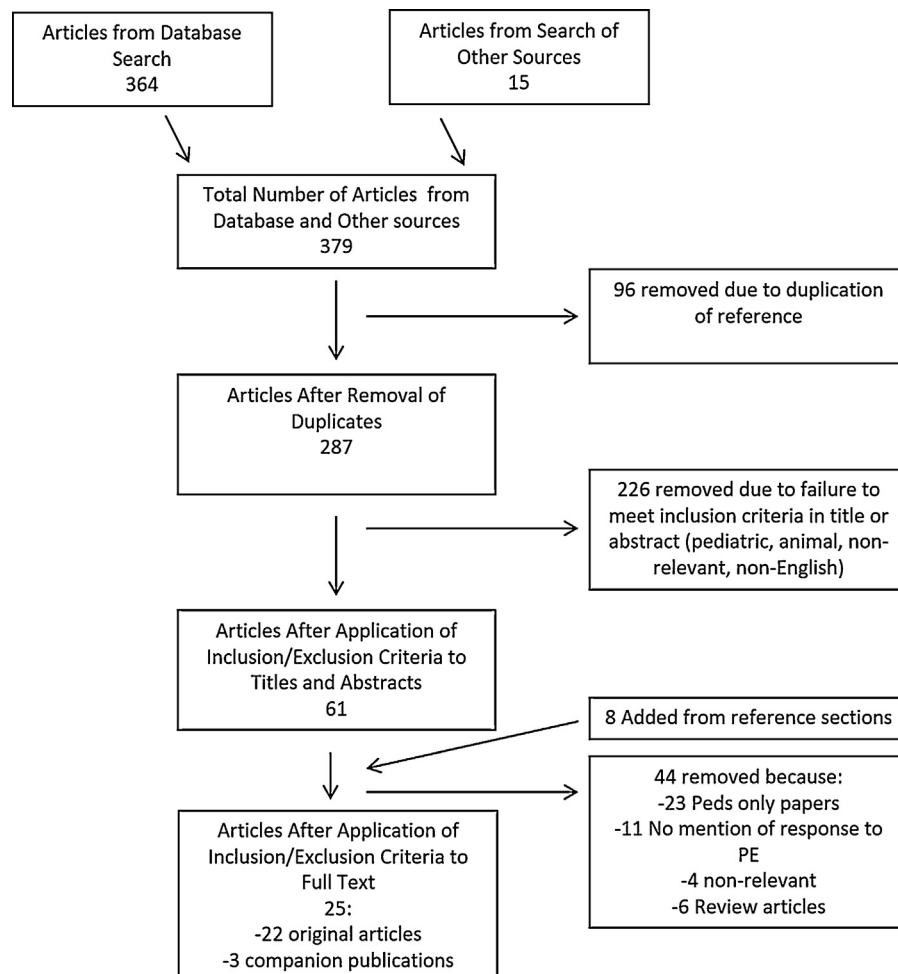 Articles from Database
Search
364
Articles from Search of
Other Sources
15
Total Number of Articles from
Database and Other sources
379
96 removed due to duplication
of reference
Articles After Removal of
Duplicates
287
226 removed due to failure to
meet inclusion criteria in title or
abstract (pediatric, animal, non-
relevant, non-English)
Articles After Application of
Inclusion/Exclusion Criteria to
Titles and Abstracts
61
8 Added from reference sections
44 removed because:
-23 Peds only papers
-11 No mention of response to
PE
-4 non-relevant
-6 Review articles
Articles After Application of
Inclusion/Exclusion Criteria to
Full Text
25:
-22 original articles
-3 companion publications